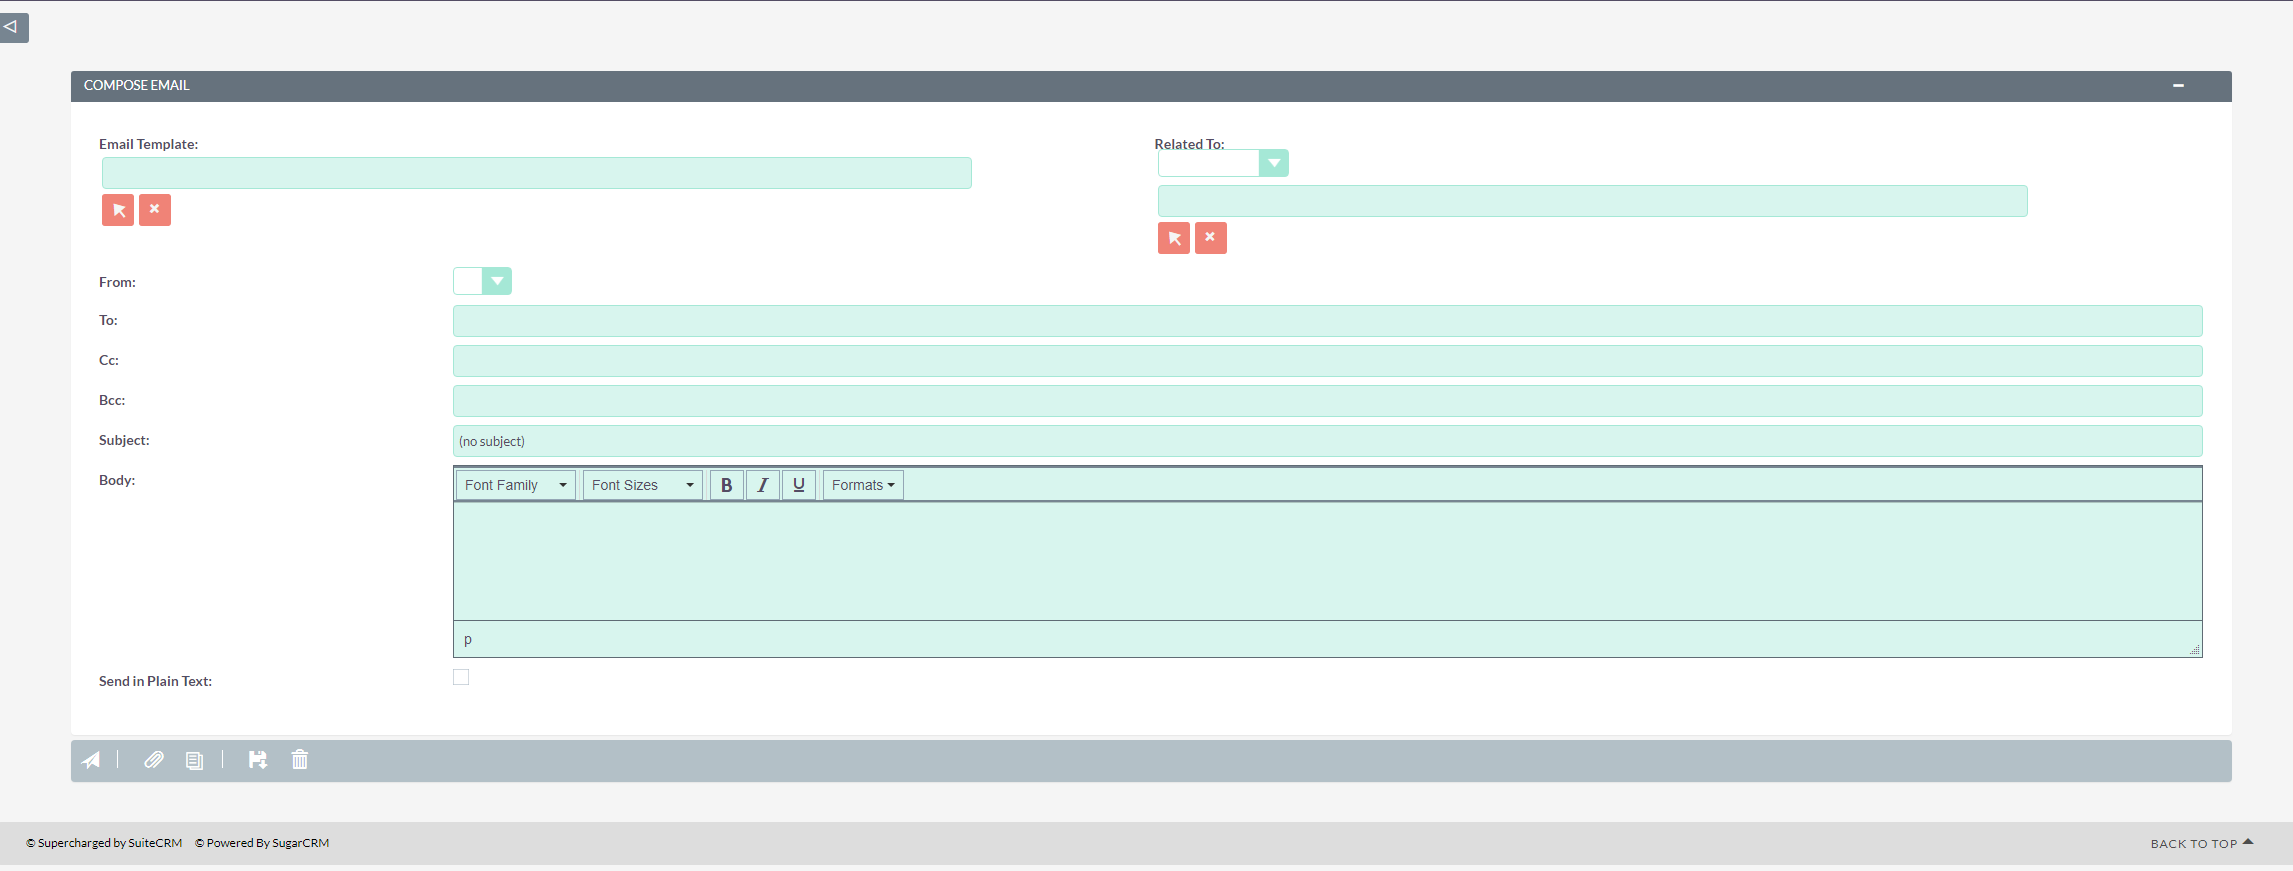 COMPOSE EMAIL
Email Template:
Related To:
From:
To:
Cc:
Bcc:
Subject:
(no subject)
Body:
Font Family Font Sizes B I U Formats
p
Send in Plain Text:
© Supercharged by SuiteCRM © Powered By SugarCRM
BACK TO TOP